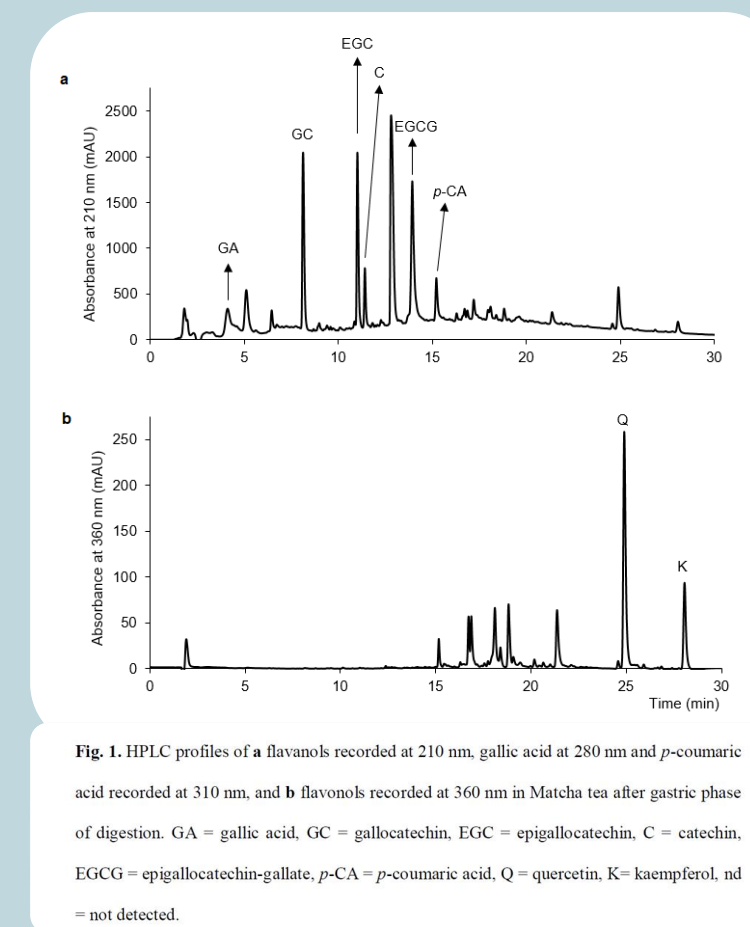 EGC
C
a
2500
EGCG
GC
2000
p-CA
1500
GA
1000
500
0
Absorbance at 210 nm (mAU)
0 5 10 15 20 25 30
b
Q
250
200
150
K
100
50
0
Absorbance at 360 nm (mAU)
0 5 10 15 20 25 30
Time (min)
Fig. 1. HPLC profiles of a flavanols recorded at 210 nm, gallic acid at 280 nm and p-coumaric
acid recorded at 310 nm, and b flavonols recorded at 360 nm in Matcha tea after gastric phase
of digestion. GA = gallic acid, GC = gallocatechin, EGC = epigallocatechin, C = catechin,
EGCG = epigallocatechin-gallate, p-CA = p-coumaric acid, Q = quercetin, K= kaempferol, nd
= not detected.